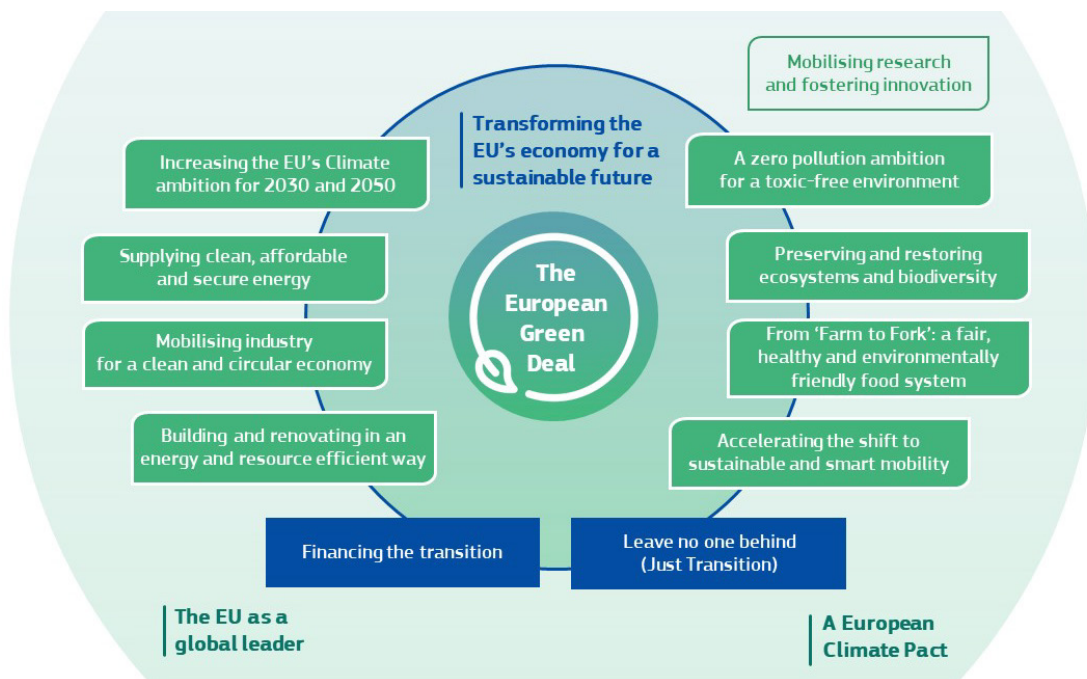 Mobilising research
and fostering innovation
Transforming the
EU's economy for a
sustainable future
Increasing the EU's Climate
ambition for 2030 and 2050
Supplying clean, affordable
and secure energy
Mobilising industry
for a clean and circular economy
Building and renovating in an
energy and resource efficient way
The
European
Green
Deal
A zero pollution ambition
for a toxic-free environment
Preserving and restoring
ecosystems and biodiversity
From ‘Farm to Fork’: a fair,
healthy and environmentally
friendly food system
Accelerating the shift to
sustainable and smart mobility
Financing the transition
Leave no one behind
(Just Transition)
The EU as a
global leader
A European
Climate Pact